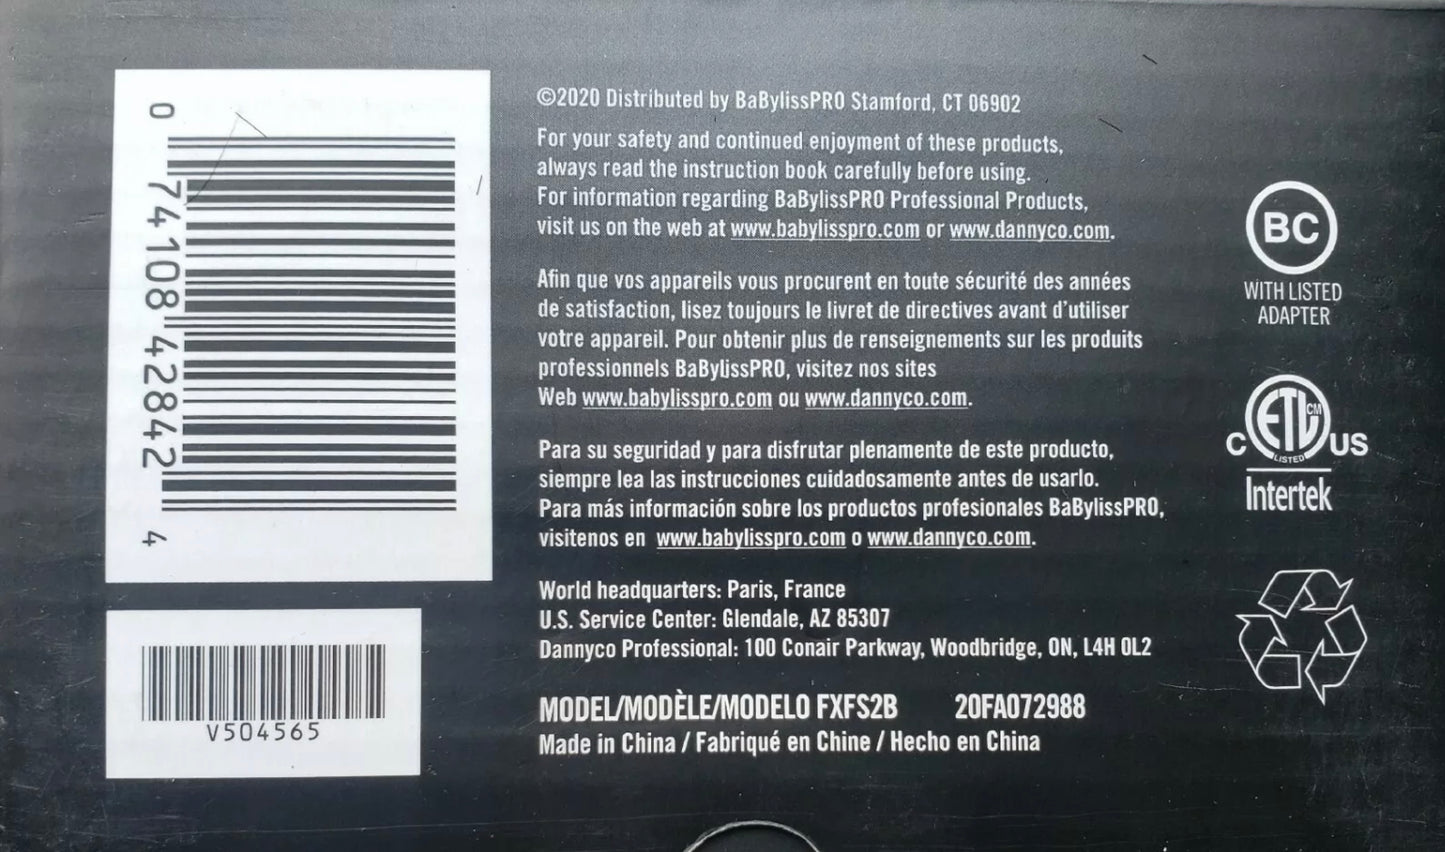 0 74108 42842 4
V504565
©2020 Distributed by BaBylissPRO Stamford, CT 06902
For your safety and continued enjoyment of these products,
always read the instruction book carefully before using.
For information regarding BaBylissPRO Professional Products,
visit us on the web at www.babylisspro.com or www.dannyco.com.
Afin que vos appareils vous procurent en toute sécurité des années
de satisfaction, lisez toujours le livret de directives avant d'utiliser
votre appareil. Pour obtenir plus de renseignements sur les produits
professionnels BaBylissPRO, visitez nos sites
Web www.babylisspro.com ou www.dannyco.com.
Para su seguridad y para disfrutar plenamente de este producto,
siempre lea las instrucciones cuidadosamente antes de usarlo.
Para más información sobre los productos profesionales BaBylissPRO,
visitenos en www.babylisspro.com o www.dannyco.com.
World headquarters: Paris, France
U.S. Service Center: Glendale, AZ 85307
Dannyco Professional: 100 Conair Parkway, Woodbridge, ON, L4H 0L2
MODEL/MODÈLE/MODELO FXFS2B 20FA072988
Made in China / Fabriqué en Chine / Hecho en China
BC
WITH LISTED
ADAPTER
C ETL CM US
LISTED
Intertek